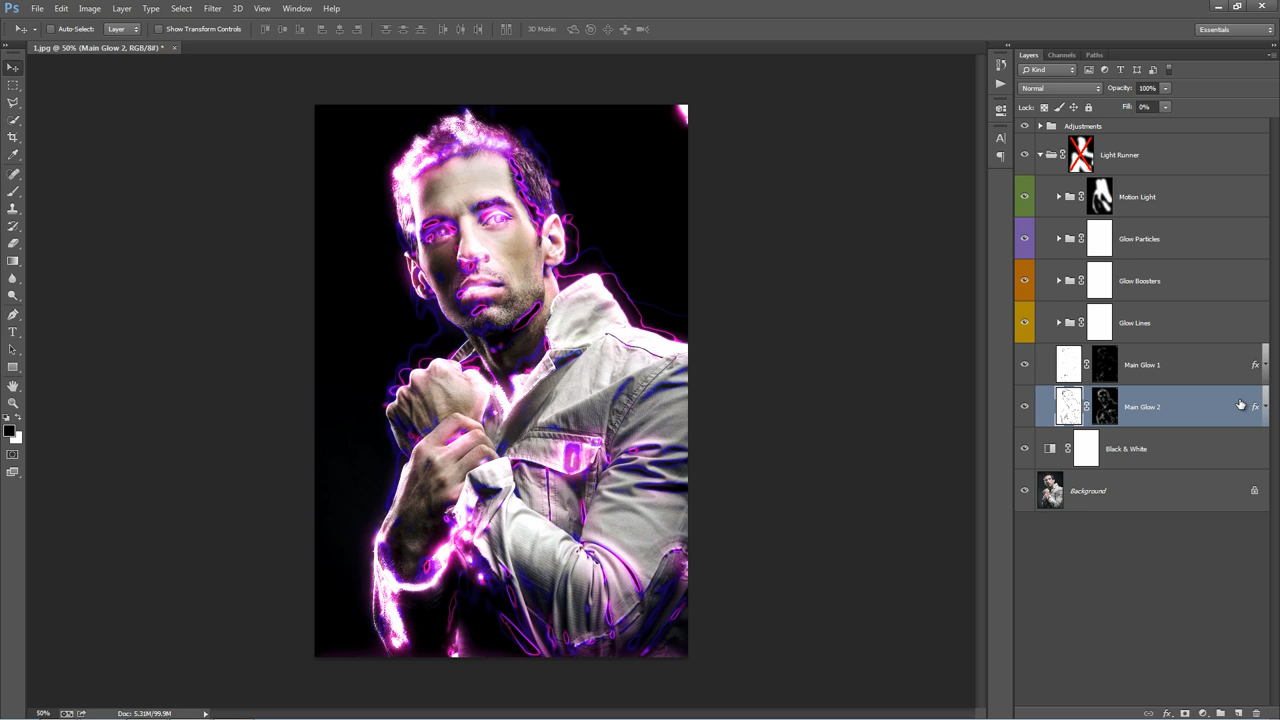 Ps File Edit Image Layer Type Select Filter 3D View Window Help
Auto-Select: Layer Show Transform Controls 3D Mode: Essentials
1.jpg @ 50% (Main Glow 2, RGB/8#) * ×
Layers Channels Paths
Kind
Normal Opacity: 100%
Lock: Fill: 0%
Adjustments
Light Runner
Motion Light
Glow Particles
Glow Boosters
Glow Lines
Main Glow 1 fx
Main Glow 2 fx
Black & White
Background
50% Doc: 5.31M/99.9M